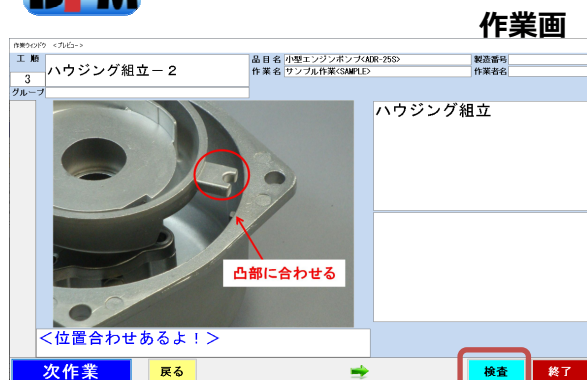 BPM
作業画
作業ウィンドウ <プレビュー>
工 順
3
ハウジング組立－２
グループ
品目名 小型エンジンポンプ<ADR-25S>
作業名 サンプル作業<SAMPLE>
製造番号
作業者名
ハウジング組立
凸部に合わせる
<位置合わせあるよ！>
次作業
戻る
検査
終了